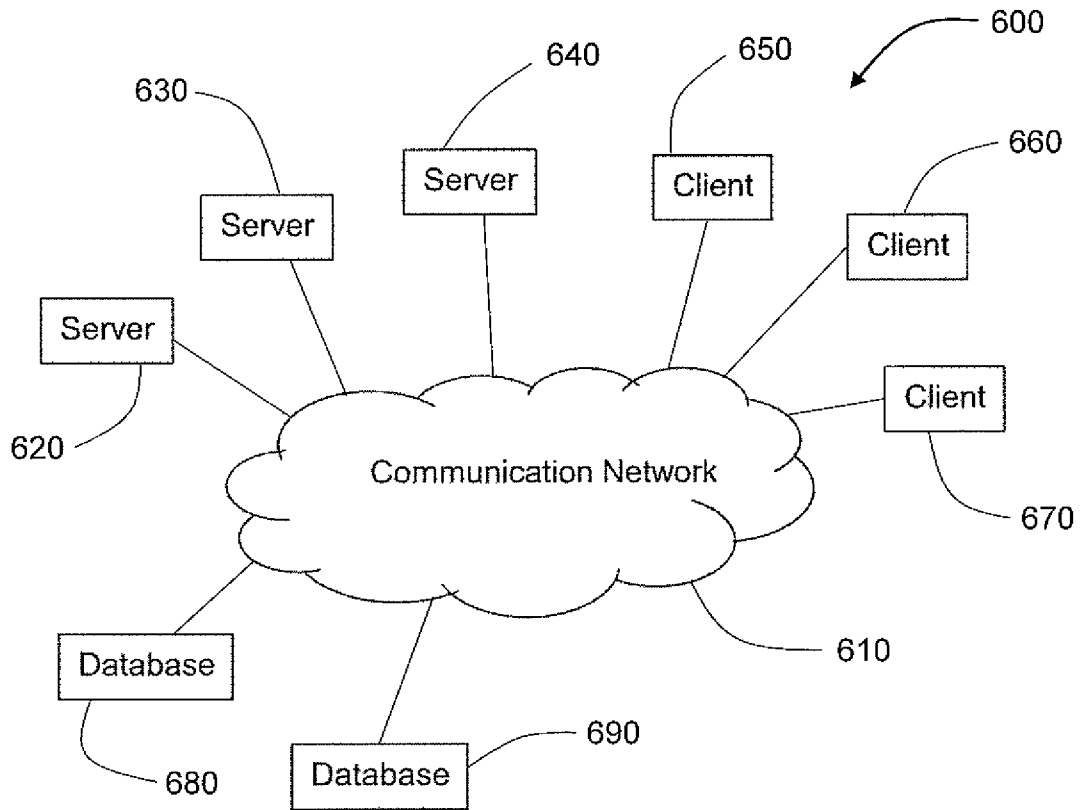 600
640
650
630
660
Server
Client
Server
Client
Server
Client
620
Communication Network
670
Database
610
690
Database
680